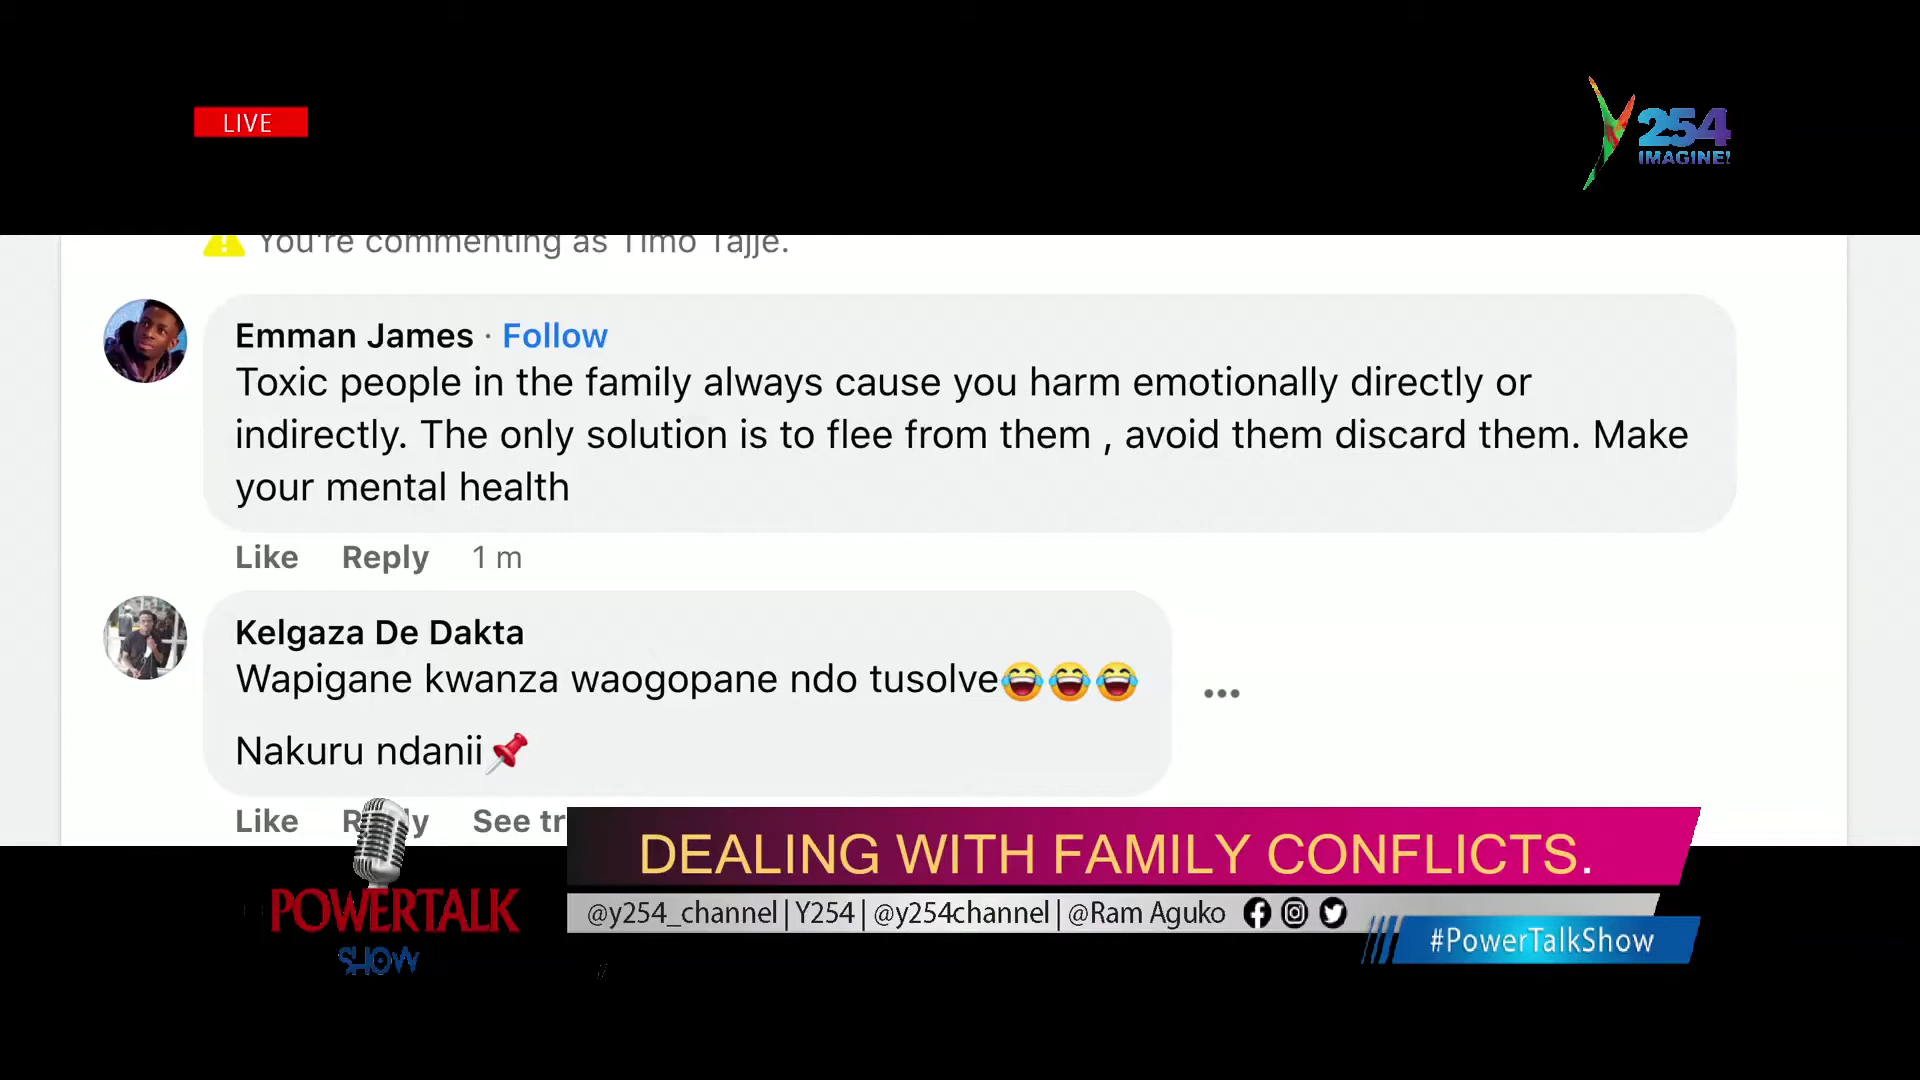 LIVE
254
IMAGINE!
You're commenting as Timo Tajje.
Emman James · Follow
Toxic people in the family always cause you harm emotionally directly or
indirectly. The only solution is to flee from them , avoid them discard them. Make
your mental health
Like Reply 1 m
Kelgaza De Dakta
Wapigane kwanza waogopane ndo tusolve😂😂😂
Nakuru ndanii📌
Like Reply See tr
DEALING WITH FAMILY CONFLICTS.
@y254_channel | Y254 | @y254channel | @Ram Aguko
#PowerTalkShow
POWERTALK
SHOW